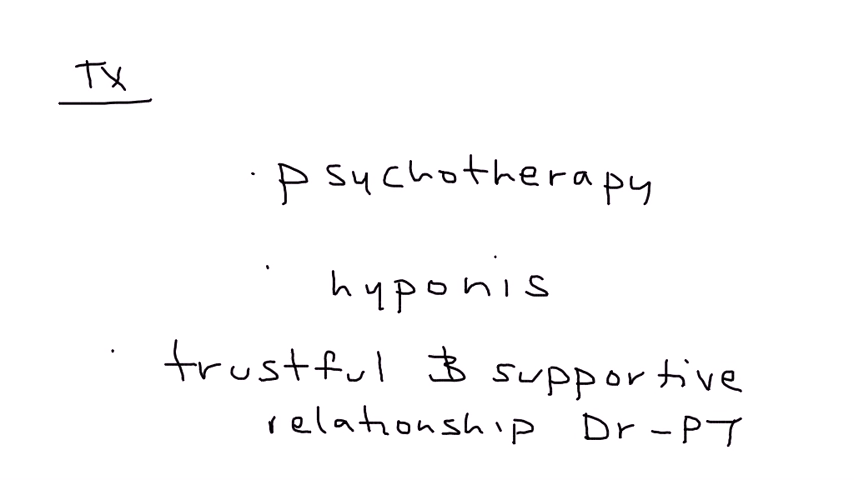 TX
· psychotherapy
· hyponis
· trustful & supportive
relationship Dr-PT